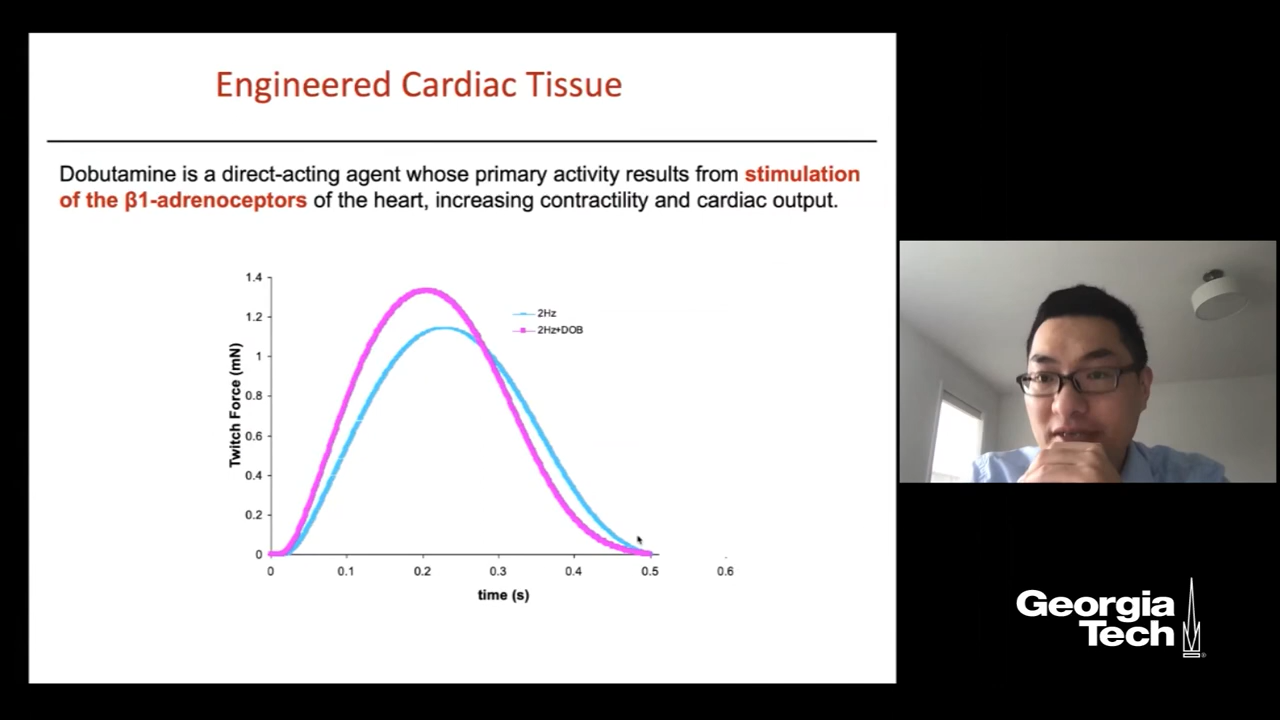 Engineered Cardiac Tissue
Dobutamine is a direct-acting agent whose primary activity results from stimulation
of the β1-adrenoceptors of the heart, increasing contractility and cardiac output.
1.4
1.2
1
0.8
0.6
0.4
0.2
0
Twitch Force (mN)
2Hz
2Hz+DOB
0
0.1
0.2
0.3
0.4
0.5
0.6
time (s)
Georgia
Tech